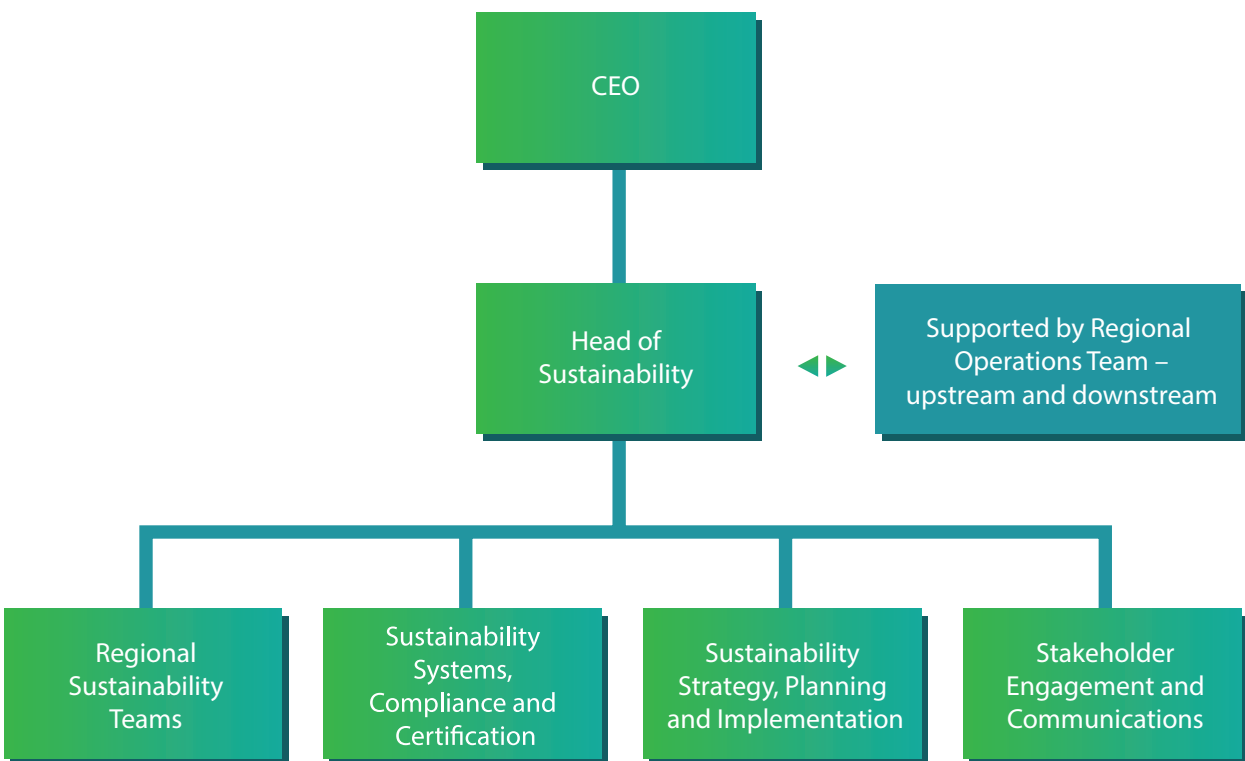 CEO
Head of
Sustainability
Supported by Regional
Operations Team –
upstream and downstream
Regional
Sustainability
Teams
Sustainability
Systems,
Compliance and
Certification
Sustainability
Strategy, Planning
and Implementation
Stakeholder
Engagement and
Communications